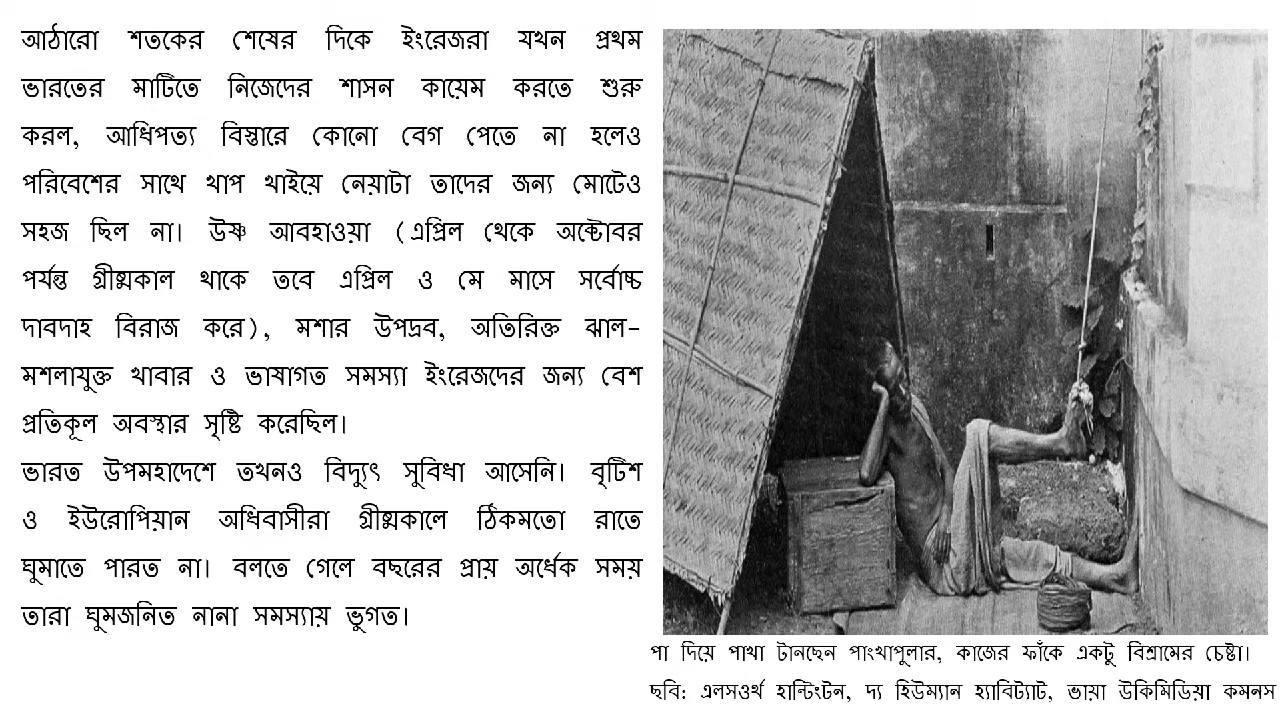 আঠারো শতকের শেষের দিকে ইংরেজরা যখন প্রথম
ভারতের মাটিতে নিজেদের শাসন কায়েম করতে শুরু
করল, আধিপত্য বিস্তারে কোনো বেগ পেতে না হলেও
পরিবেশের সাথে খাপ খাইয়ে নেয়াটা তাদের জন্য মোটেও
সহজ ছিল না। উষ্ণ আবহাওয়া (এপ্রিল থেকে অক্টোবর
পর্যন্ত গ্রীষ্মকাল থাকে তবে এপ্রিল ও মে মাসে সর্বোচ্চ
দাবদাহ বিরাজ করে), মশার উপদ্রব, অতিরিক্ত ঝাল-
মশলাযুক্ত খাবার ও ভাষাগত সমস্যা ইংরেজদের জন্য বেশ
প্রতিকূল অবস্থার সৃষ্টি করেছিল।
ভারত উপমহাদেশে তখনও বিদ্যুৎ সুবিধা আসেনি। বৃটিশ
ও ইউরোপিয়ান অধিবাসীরা গ্রীষ্মকালে ঠিকমতো রাতে
ঘুমাতে পারত না। বলতে গেলে বছরের প্রায় অর্ধেক সময়
তারা ঘুমজনিত নানা সমস্যায় ভুগত।
পা দিয়ে পাখা টানছেন পাংখাপুলার, কাজের ফাঁকে একটু বিশ্রামের চেষ্টা।
ছবি: এলসওর্থ হান্টিংটন, দ্য হিউম্যান হ্যাবিট্যাট, ভায়া উকিমিডিয়া কমনস